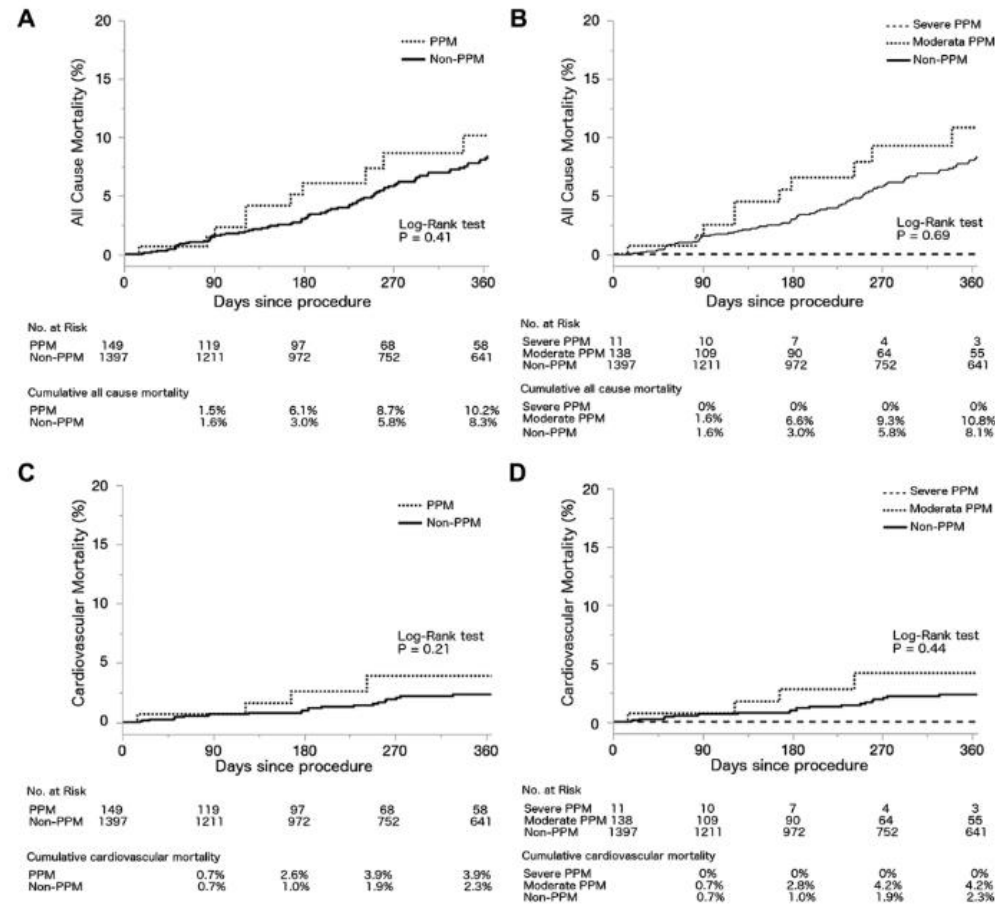 A
20
15
10
5
0
All Cause Mortality (%)
PPM
Non-PPM
Log-Rank test
P = 0.41
0 90 180 270 360
Days since procedure
No. at Risk
PPM 149 119 97 68 58
Non-PPM 1397 1211 972 752 641
Cumulative all cause mortality
PPM 1.5% 6.1% 8.7% 10.2%
Non-PPM 1.6% 3.0% 5.8% 8.3%
B
20
15
10
5
0
All Cause Mortality (%)
Severe PPM
Moderata PPM
Non-PPM
Log-Rank test
P = 0.69
0 90 180 270 360
Days since procedure
No. at Risk
Severe PPM 11 10 7 4 3
Moderate PPM 138 109 90 64 55
Non-PPM 1397 1211 972 752 641
Cumulative all cause mortality
Severe PPM 0% 0% 0% 0%
Moderate PPM 1.6% 6.6% 9.3% 10.8%
Non-PPM 1.6% 3.0% 5.8% 8.1%
C
20
15
10
5
0
Cardiovascular Mortality (%)
PPM
Non-PPM
Log-Rank test
P = 0.21
0 90 180 270 360
Days since procedure
No. at Risk
PPM 149 119 97 68 58
Non-PPM 1397 1211 972 752 641
Cumulative cardiovascular mortality
PPM 0.7% 2.6% 3.9% 3.9%
Non-PPM 0.7% 1.0% 1.9% 2.3%
D
20
15
10
5
0
Cardiovascular Mortality (%)
Severe PPM
Moderata PPM
Non-PPM
Log-Rank test
P = 0.44
0 90 180 270 360
Days since procedure
No. at Risk
Severe PPM 11 10 7 4 3
Moderate PPM 138 109 90 64 55
Non-PPM 1397 1211 972 752 641
Cumulative cardiovascular mortality
Severe PPM 0% 0% 0% 0%
Moderate PPM 0.7% 2.8% 4.2% 4.2%
Non-PPM 0.7% 1.0% 1.9% 2.3%